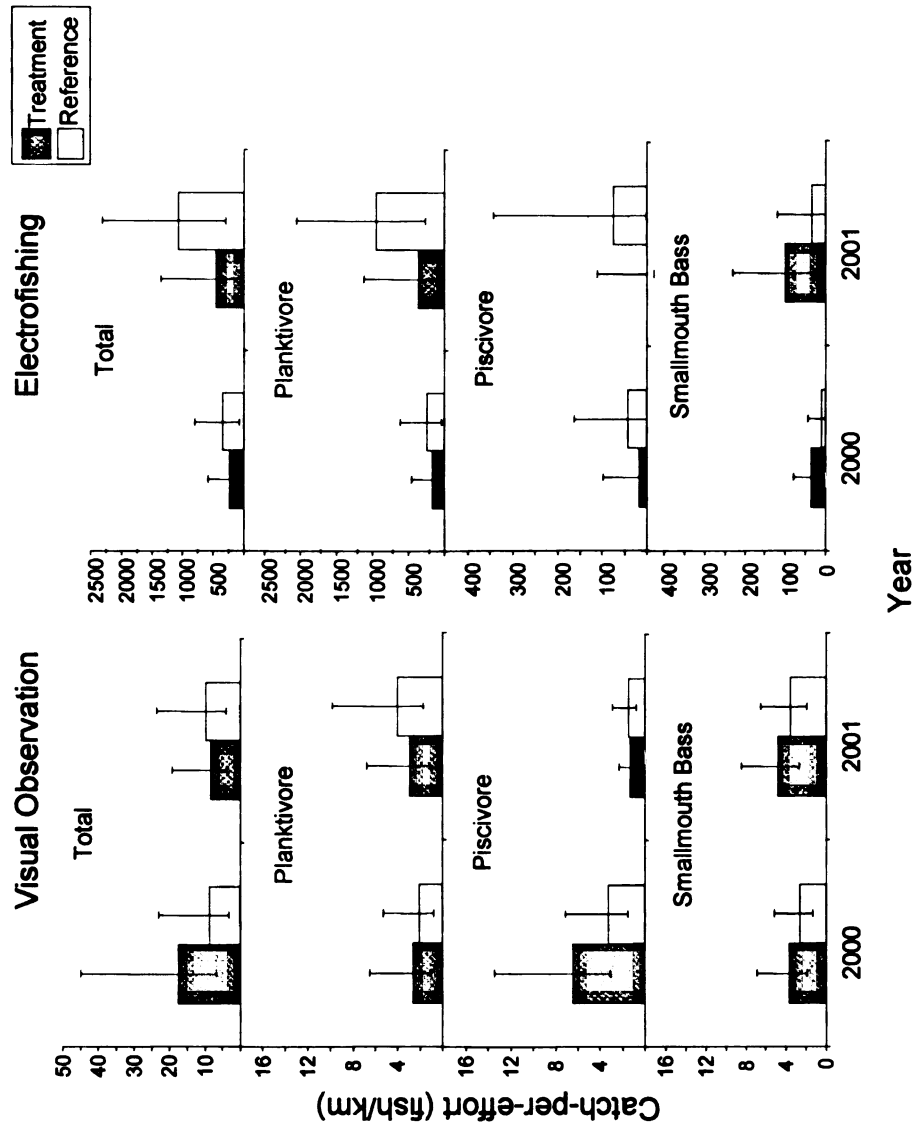 Visual Observation
Electrofishing
Treatment
Reference
Catch-per-effort (fish/km)
Total
50
40
30
20
10
Planktivore
16
12
8
4
Piscivore
16
12
8
4
Smallmouth Bass
16
12
8
4
0
2000
2001
Total
2500
2000
1500
1000
500
Planktivore
2500
2000
1500
1000
500
Piscivore
400
300
200
100
Smallmouth Bass
400
300
200
100
0
2000
2001
Year